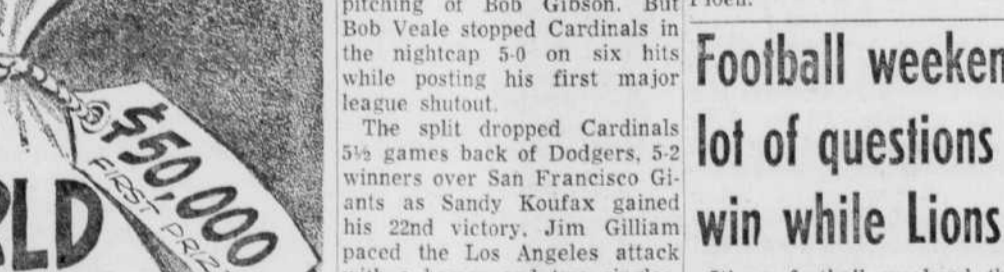 $50,000
FIRST PRIZ
RLD
pitching of Bob Gibson. But
Bob Veale stopped Cardinals in
the nightcap 5-0 on six hits
while posting his first major
league shutout.
The split dropped Cardinals
5½ games back of Dodgers, 5-2
winners over San Francisco Gi-
ants as Sandy Koufax gained
his 22nd victory. Jim Gilliam
paced the Los Angeles attack
Football weeken
lot of questions
win while Lions